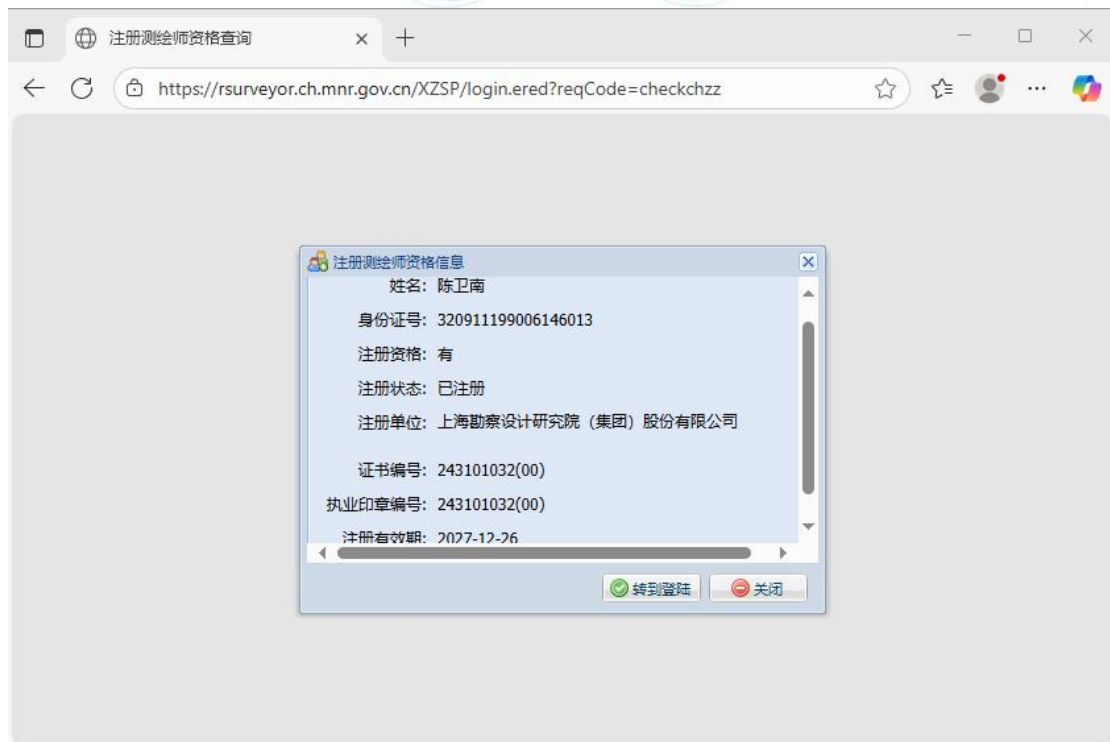 注册测绘师资格查询
https://rsurveyor.ch.mnr.gov.cn/XZSP/login.ered?reqCode=checkchzz
注册测绘师资格信息
姓名: 陈卫南
身份证号: 320911199006146013
注册资格: 有
注册状态: 已注册
注册单位: 上海勘察设计研究院（集团）股份有限公司
证书编号: 243101032(00)
执业印章编号: 243101032(00)
注册有效期: 2027-12-26
转到登陆 关闭